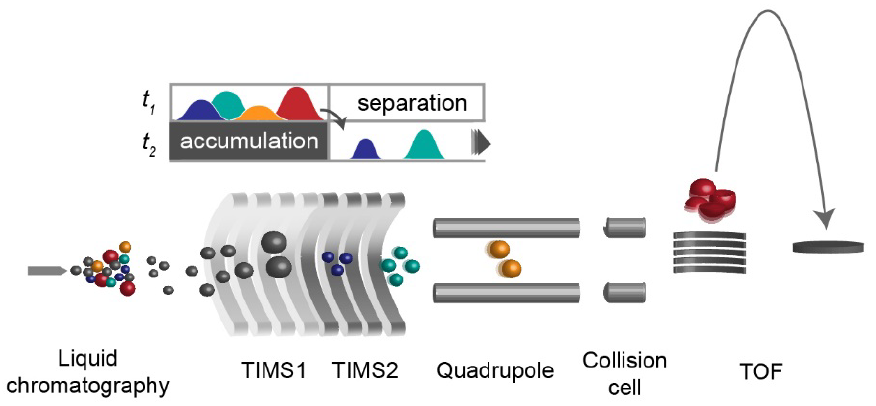 t1
separation
t2
accumulation
Liquid
chromatography
TIMS1
TIMS2
Quadrupole
Collision
cell
TOF